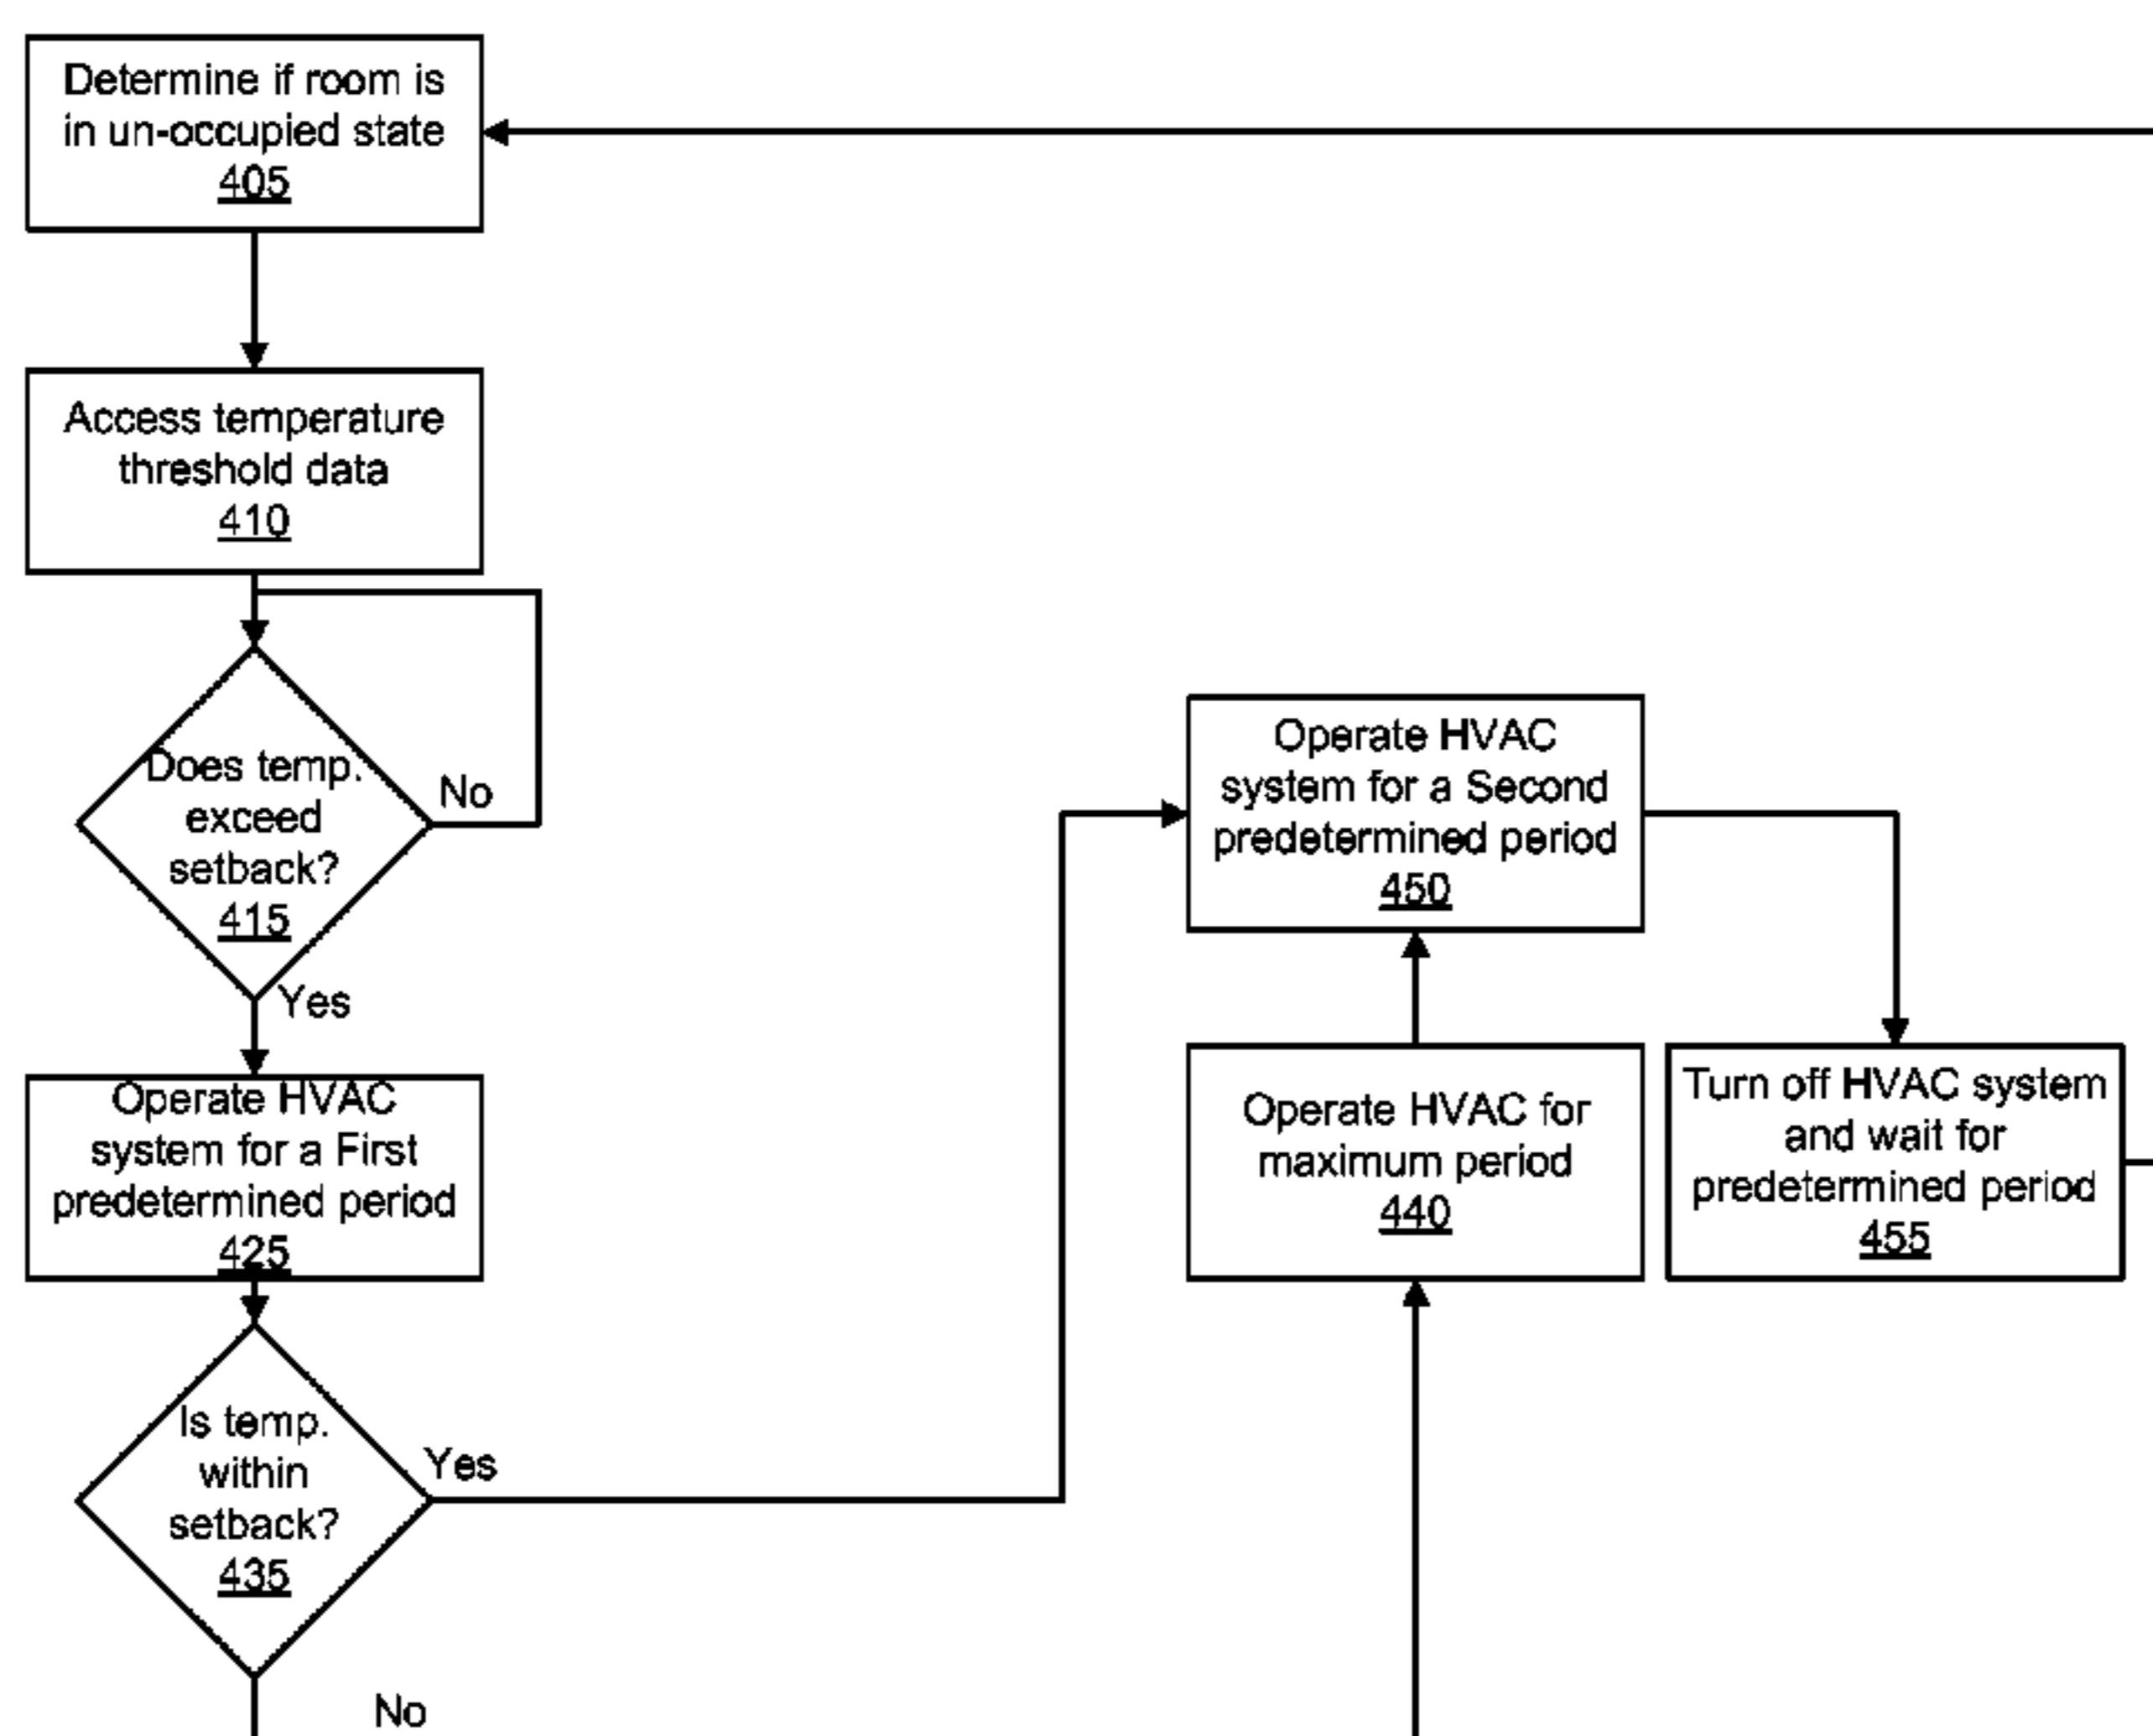 Determine if room is
in un-occupied state
405
Access temperature
threshold data
410
Does temp.
exceed
setback?
415
No
Yes
Operate HVAC
system for a First
predetermined period
425
Is temp.
within
setback?
435
Yes
No
Operate HVAC
system for a Second
predetermined period
450
Operate HVAC for
maximum period
440
Turn off HVAC system
and wait for
predetermined period
455